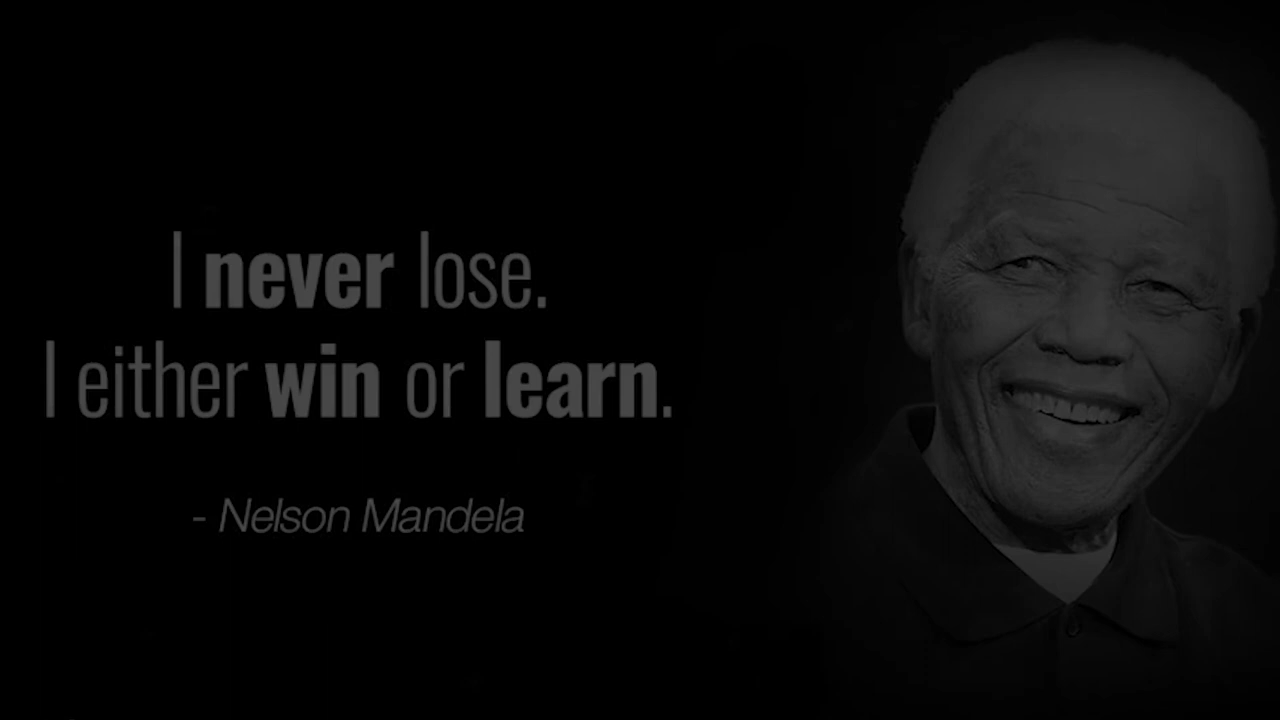 I never lose.
I either win or learn.
- Nelson Mandela